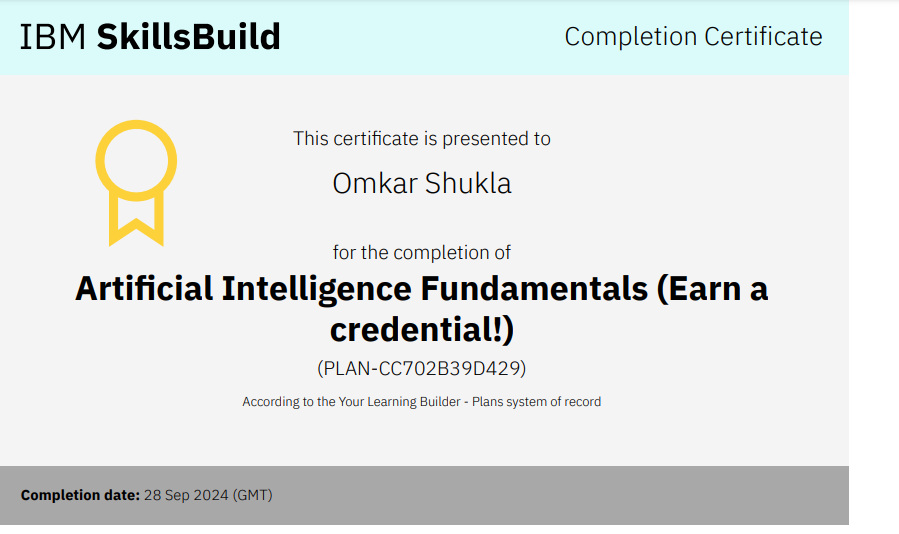 IBM SkillsBuild
Completion Certificate
This certificate is presented to
Omkar Shukla
for the completion of
Artificial Intelligence Fundamentals (Earn a
credential!)
(PLAN-CC702B39D429)
According to the Your Learning Builder - Plans system of record
Completion date: 28 Sep 2024 (GMT)